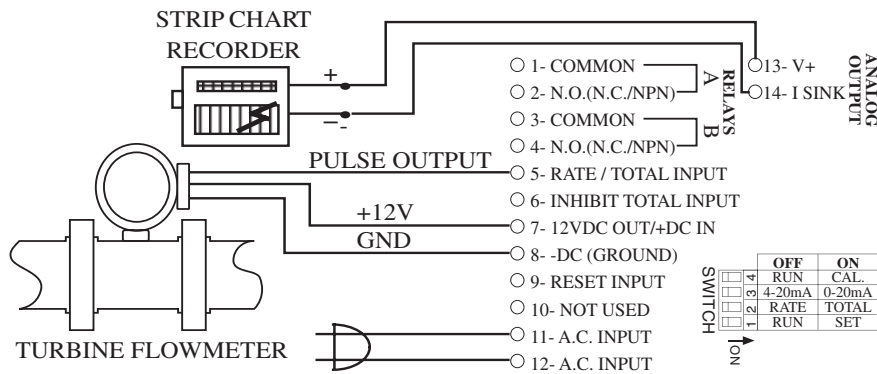 STRIP CHART
RECORDER
+
–-
PULSE OUTPUT
+12V
GND
TURBINE FLOWMETER
1- COMMON
2- N.O.(N.C./NPN)
3- COMMON
4- N.O.(N.C./NPN)
5- RATE / TOTAL INPUT
6- INHIBIT TOTAL INPUT
7- 12VDC OUT/+DC IN
8- -DC (GROUND)
9- RESET INPUT
10- NOT USED
11- A.C. INPUT
12- A.C. INPUT
A
B
RELAYS
13- V+
14- I SINK
ANALOG
OUTPUT
SWITCH
OFF ON
4 RUN CAL.
3 4-20mA 0-20mA
2 RATE TOTAL
1 RUN SET
ON